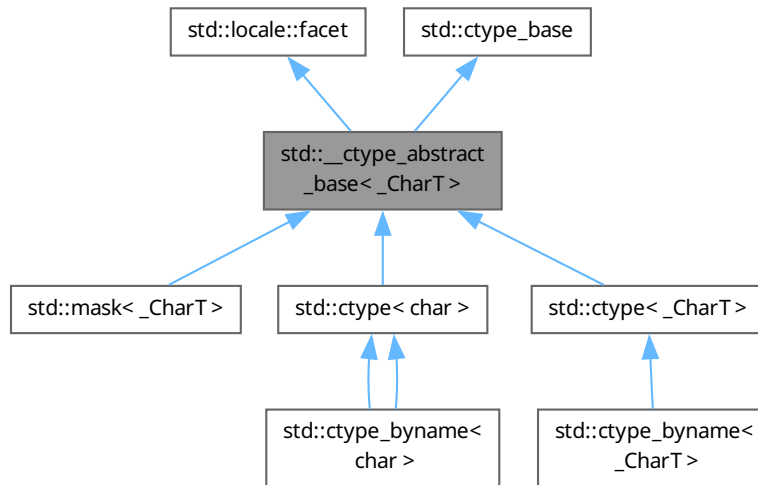 std::locale::facet
std::ctype_base
std::__ctype_abstract
_base< _CharT >
std::mask< _CharT >
std::ctype< char >
std::ctype< _CharT >
std::ctype_byname<
char >
std::ctype_byname<
_CharT >